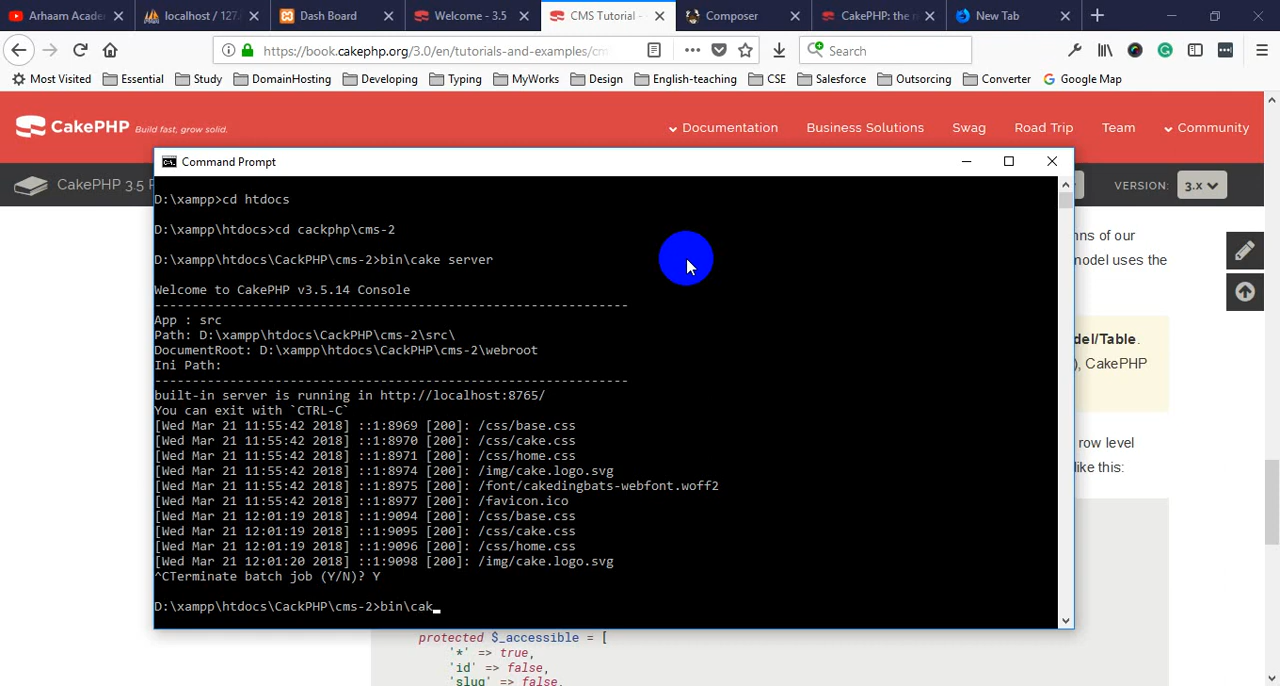 Arhaam Academ
localhost / 127.
Dash Board
Welcome - 3.5
CMS Tutorial -
Composer
CakePHP: the r
New Tab
https://book.cakephp.org/3.0/en/tutorials-and-examples/cm
Search
Most Visited
Essential
Study
DomainHosting
Developing
Typing
MyWorks
Design
English-teaching
CSE
Salesforce
Outsorcing
Converter
Google Map
CakePHP Build fast, grow solid.
Documentation
Business Solutions
Swag
Road Trip
Team
Community
CakePHP 3.5
VERSION:
3.x
Command Prompt
D:\xampp>cd htdocs
D:\xampp\htdocs>cd cackphp\cms-2
D:\xampp\htdocs\CackPHP\cms-2>bin\cake server
Welcome to CakePHP v3.5.14 Console
---------------------------------------------------------------
App : src
Path: D:\xampp\htdocs\CackPHP\cms-2\src\
DocumentRoot: D:\xampp\htdocs\CackPHP\cms-2\webroot
Ini Path:
---------------------------------------------------------------
built-in server is running in http://localhost:8765/
You can exit with `CTRL-C`
[Wed Mar 21 11:55:42 2018] ::1:8969 [200]: /css/base.css
[Wed Mar 21 11:55:42 2018] ::1:8970 [200]: /css/cake.css
[Wed Mar 21 11:55:42 2018] ::1:8971 [200]: /css/home.css
[Wed Mar 21 11:55:42 2018] ::1:8974 [200]: /img/cake.logo.svg
[Wed Mar 21 11:55:42 2018] ::1:8975 [200]: /font/cakedingbats-webfont.woff2
[Wed Mar 21 11:55:42 2018] ::1:8977 [200]: /favicon.ico
[Wed Mar 21 12:01:19 2018] ::1:9094 [200]: /css/base.css
[Wed Mar 21 12:01:19 2018] ::1:9095 [200]: /css/cake.css
[Wed Mar 21 12:01:19 2018] ::1:9096 [200]: /css/home.css
[Wed Mar 21 12:01:20 2018] ::1:9098 [200]: /img/cake.logo.svg
^CTerminate batch job (Y/N)? Y
D:\xampp\htdocs\CackPHP\cms-2>bin\cak_
mns of our
model uses the
del/Table.
), CakePHP
row level
like this:
protected $_accessible = [
'*' => true,
'id' => false,
'slug' => false,